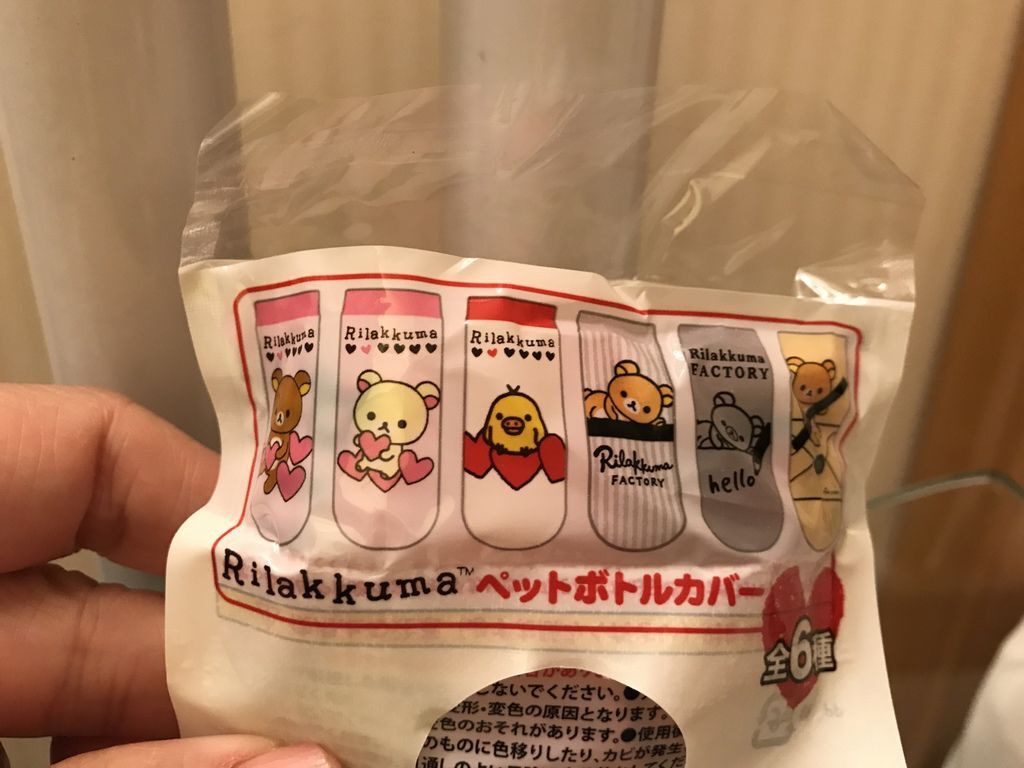 Rilakkuma
Rilakkuma
Rilakkuma
Rilakkuma
FACTORY
Rilakkuma
FACTORY
hello
Rilakkuma™ ペットボトルカバー
全6種
しないでください。●
形・変色の原因となります。
色のおそれがあります。●使用
のものに色移りしたり、カビが発生